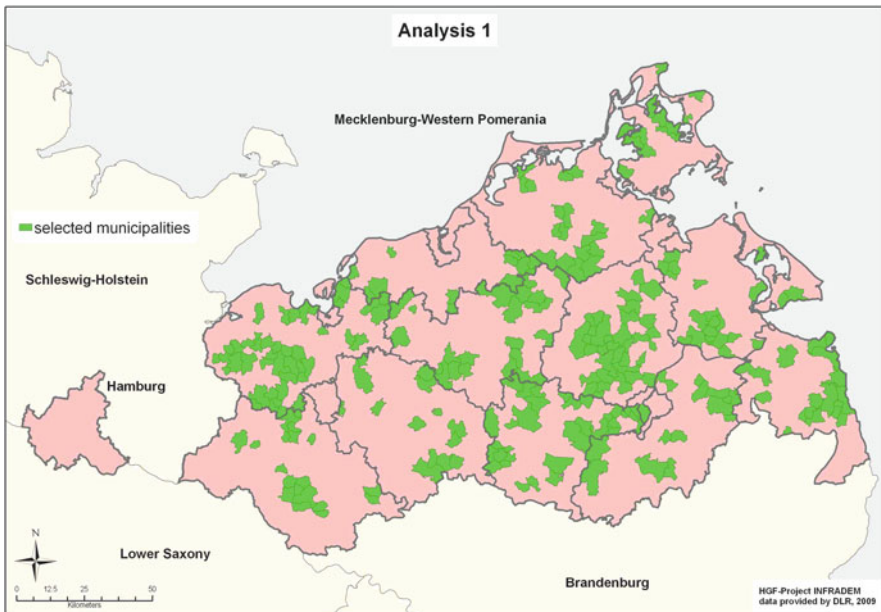 Analysis 1
Mecklenburg-Western Pomerania
selected municipalities
Schleswig-Holstein
Hamburg
Lower Saxony
Brandenburg
N
0 12.5 25 50
Kilometers
HGF-Project INFRADEM
data provided by DLR, 2009